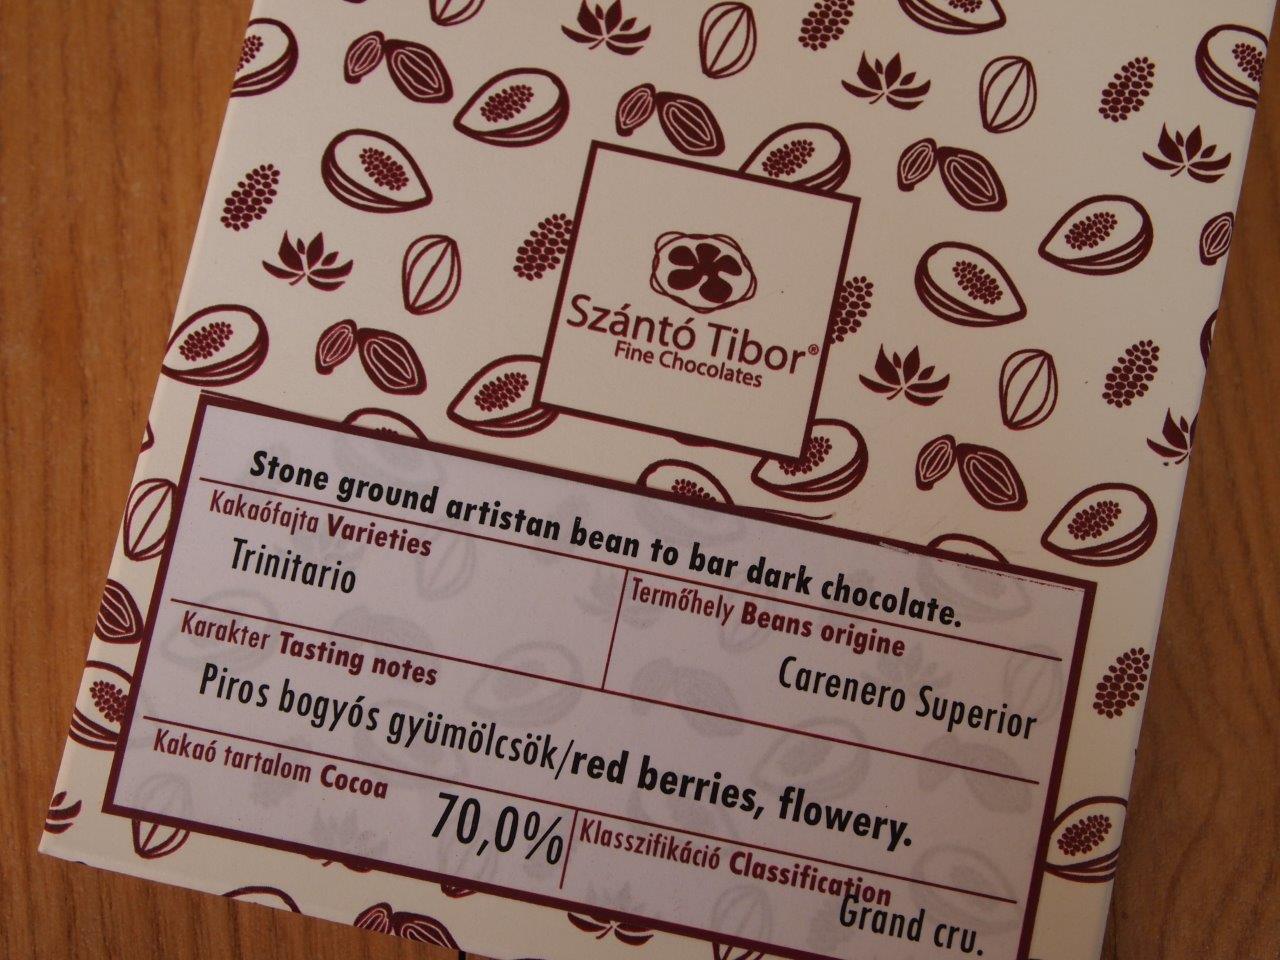 Szántó Tibor®
Fine Chocolates
Stone ground artistan bean to bar dark chocolate.
Kakaófajta Varieties
Trinitario
Termőhely Beans origine
Carenero Superior
Karakter Tasting notes
Piros bogyós gyümölcsök/red berries, flowery.
Kakaó tartalom Cocoa
70,0%
Klasszifikáció Classification
Grand cru.